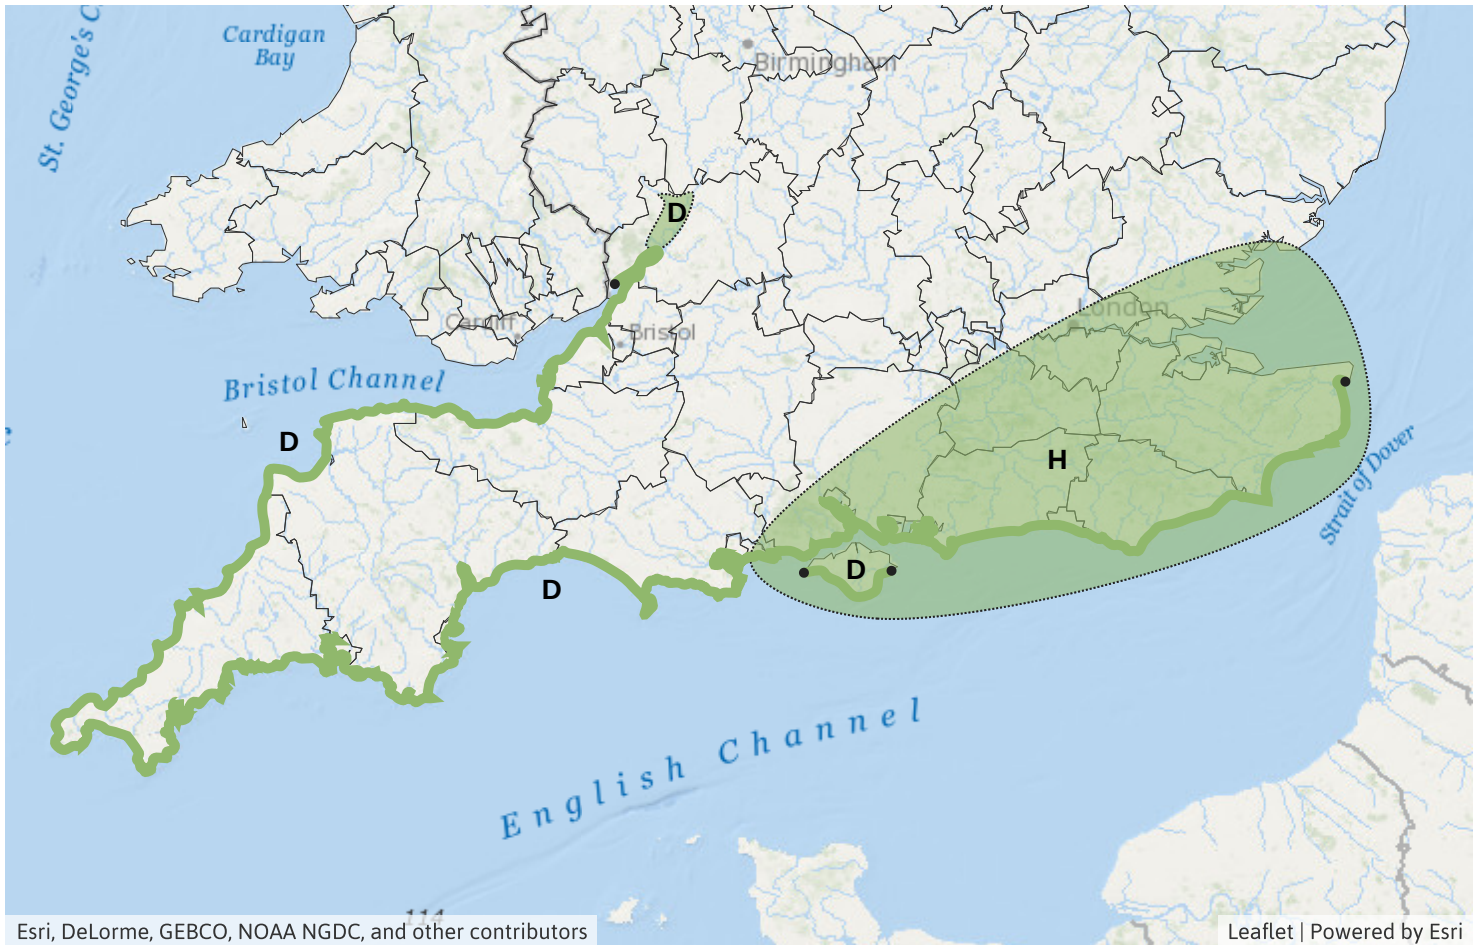 St. George's C
Cardigan
Bay
Birmingham
D
London
Cardiff
Bristol
Bristol Channel
D
H
Strait of Dover
D
D
English Channel
114
Esri, DeLorme, GEBCO, NOAA NGDC, and other contributors
Leaflet | Powered by Esri